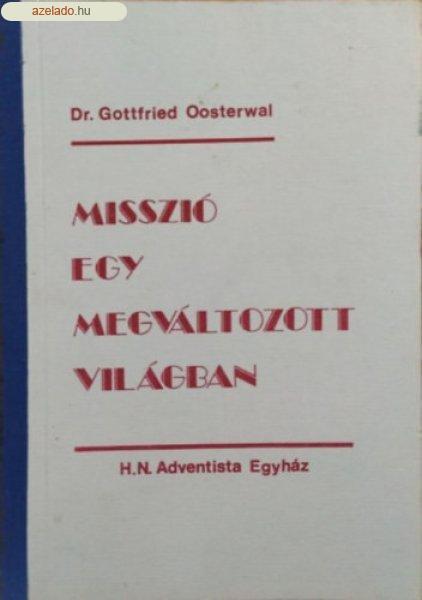 azelado.hu
Dr. Gottfried Oosterwal
MISSZIÓ
EGY
MEGVÁLTOZOTT
VILÁGBAN
H.N. Adventista Egyház